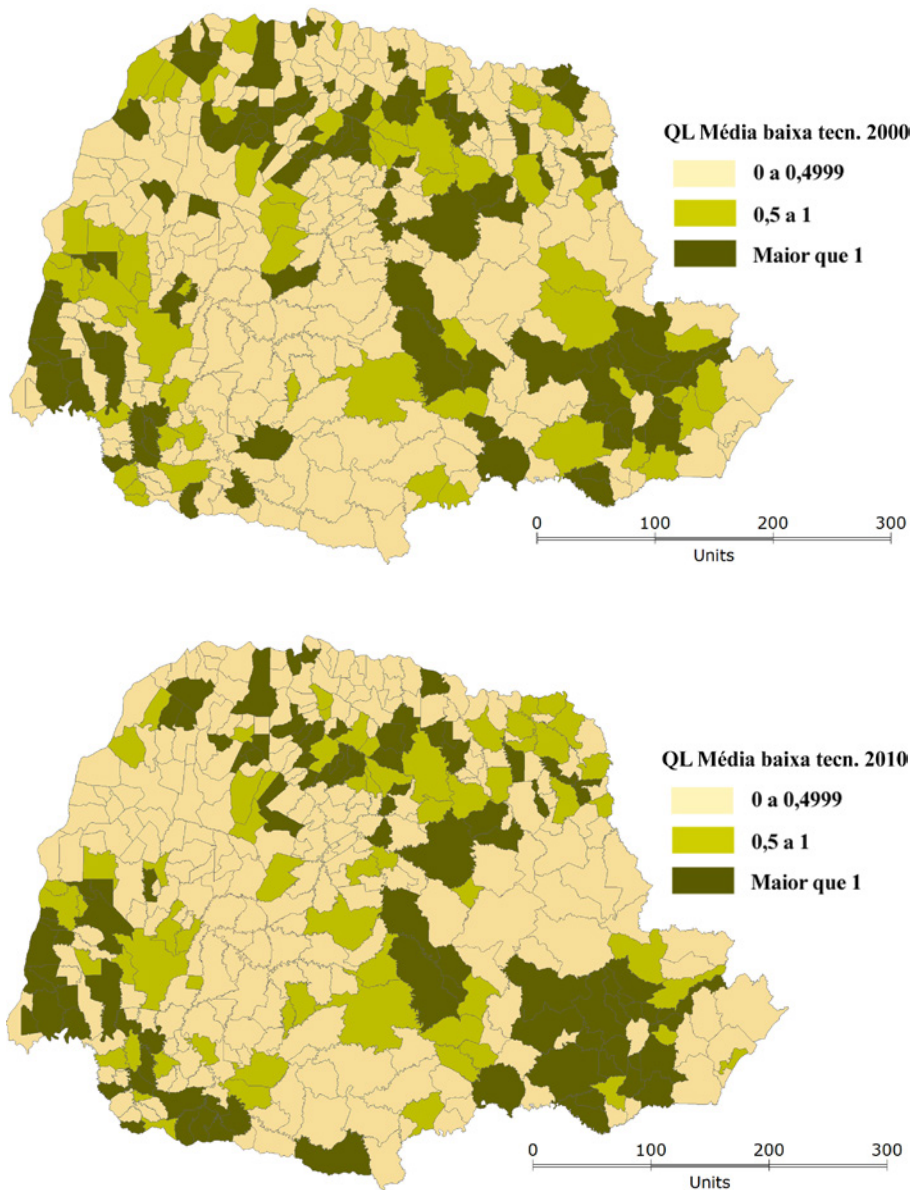 QL Média baixa tecn. 2000
0 a 0,4999
0,5 a 1
Maior que 1
0 100 200 300
Units
QL Média baixa tecn. 2010
0 a 0,4999
0,5 a 1
Maior que 1
0 100 200 300
Units